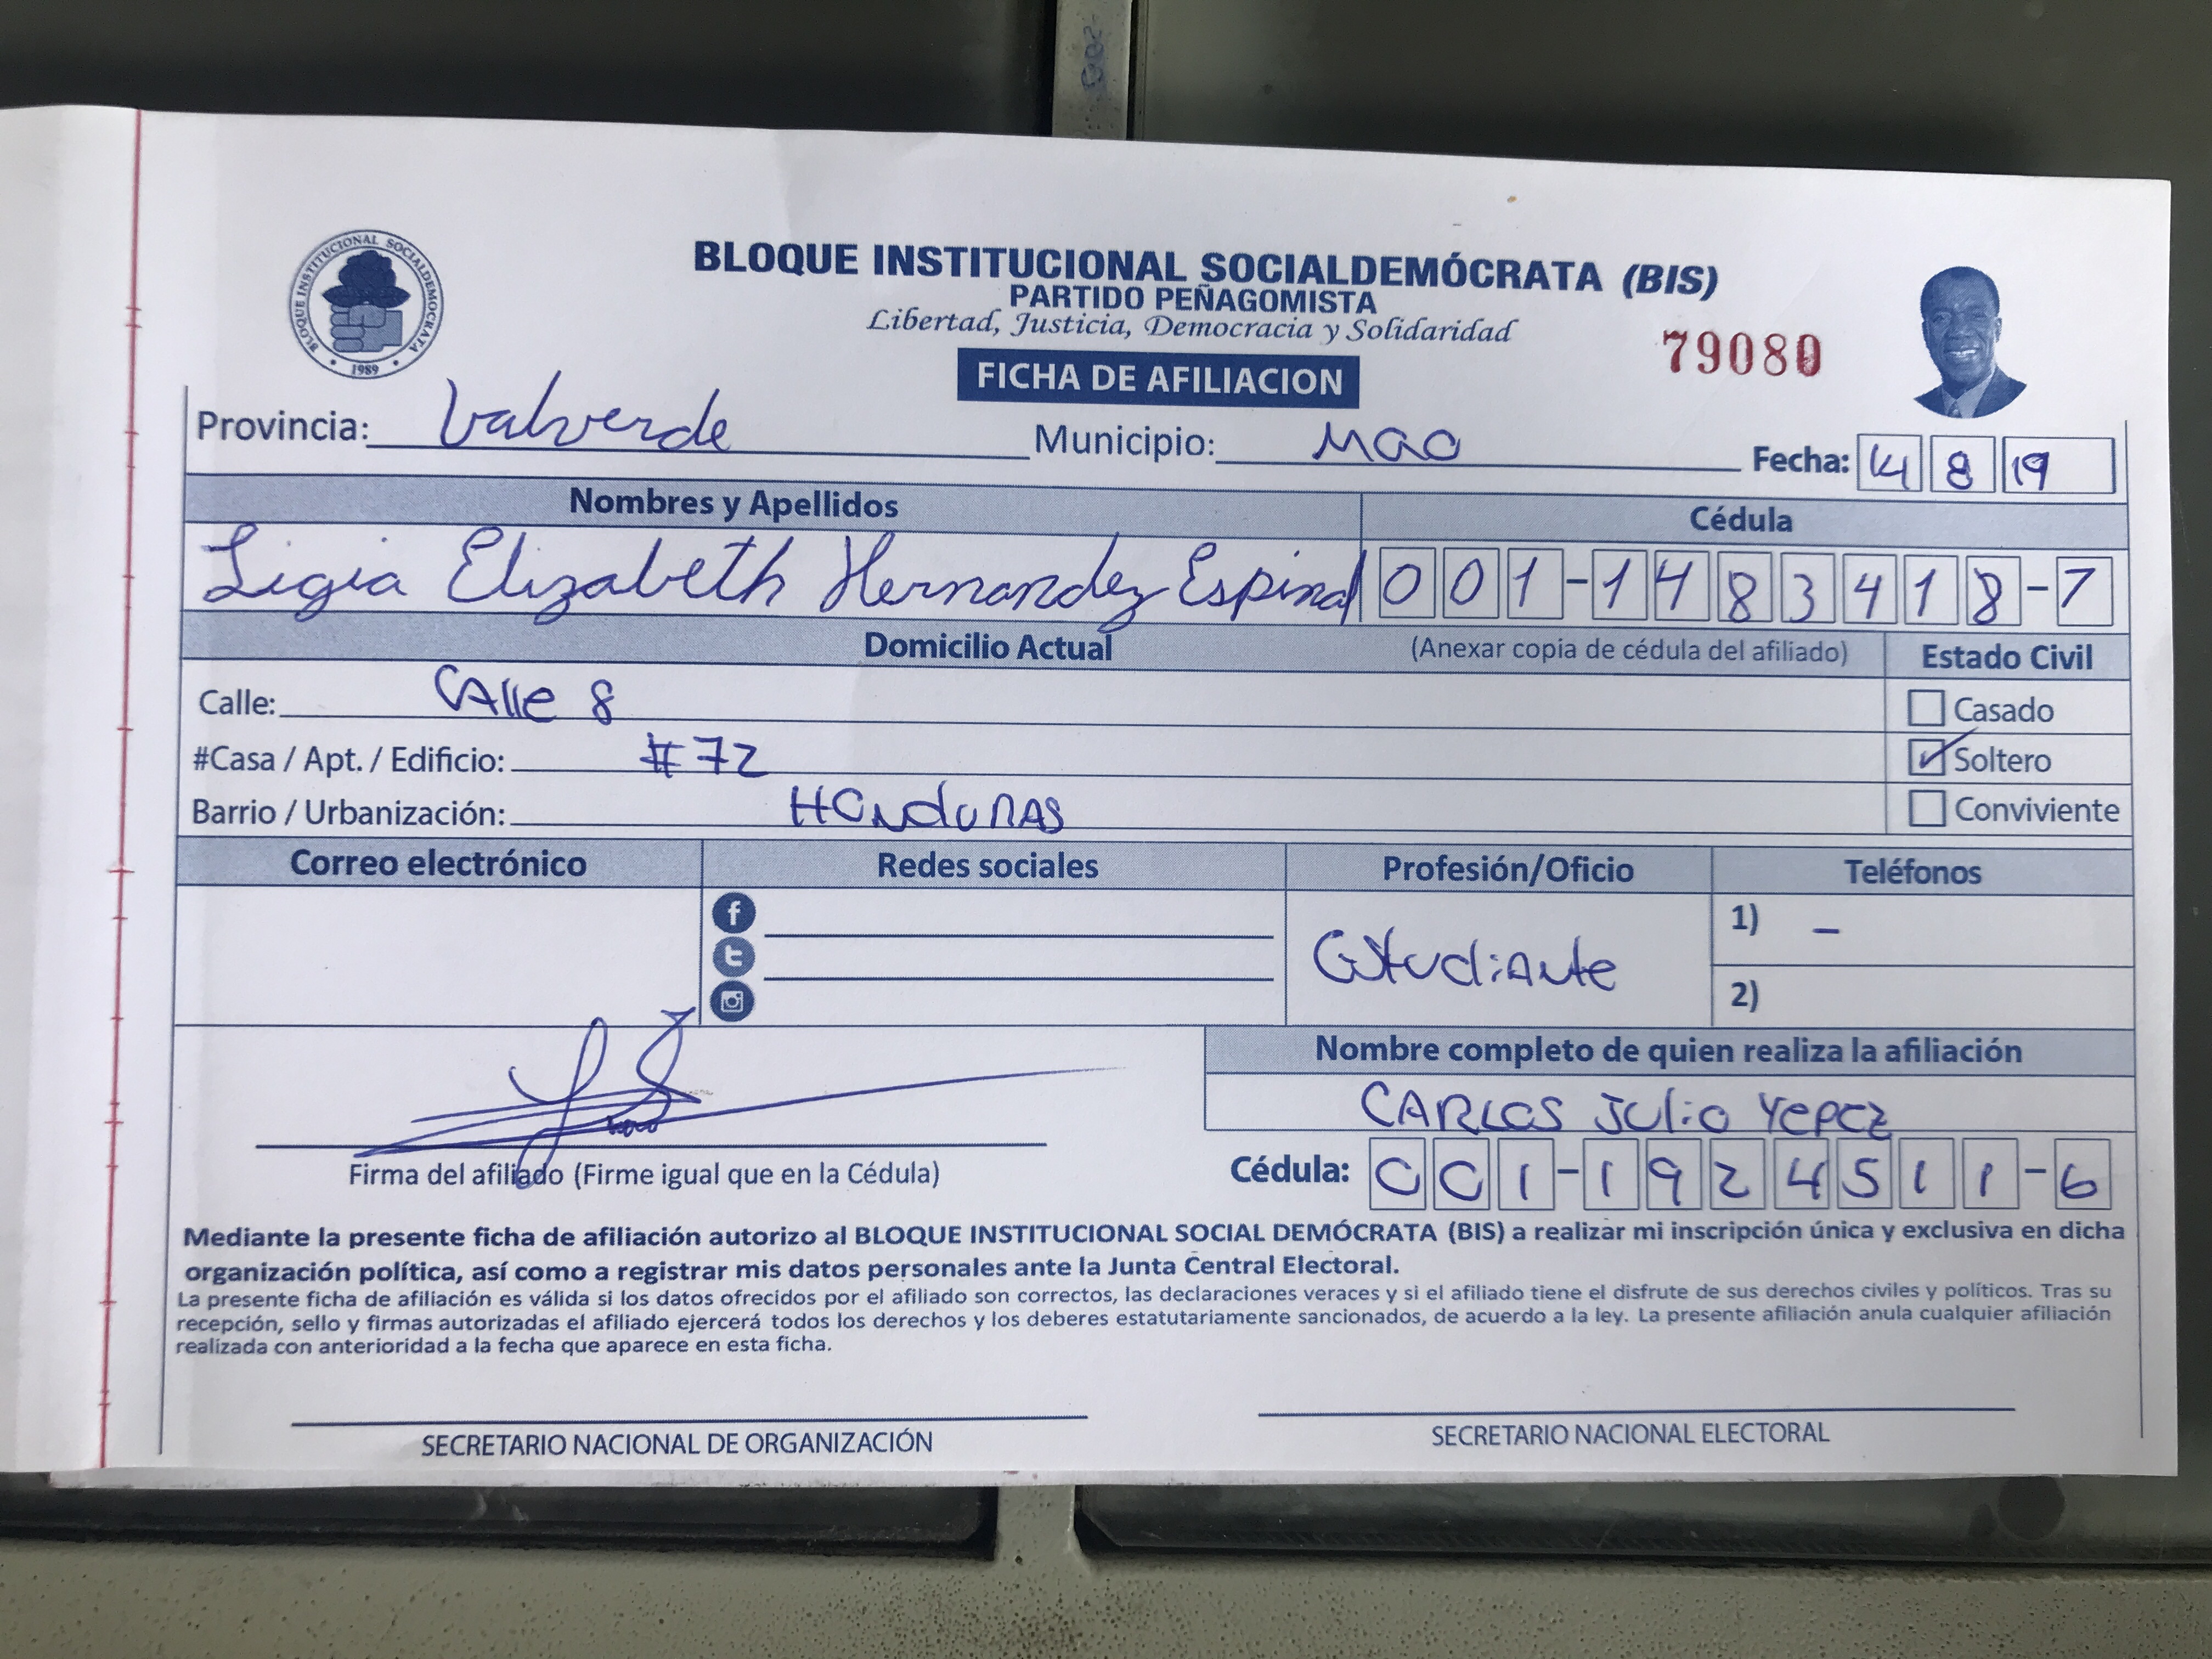 BLOQUE INSTITUCIONAL SOCIALDEMOCRATA
1989
BLOQUE INSTITUCIONAL SOCIALDEMÓCRATA (BIS)
PARTIDO PEÑAGOMISTA
Libertad, Justicia, Democracia y Solidaridad
79080
FICHA DE AFILIACION
Provincia: Valverde Municipio: Mao Fecha: 14 8 19
Nombres y Apellidos Cédula
Ligia Elizabeth Hernandez Espinal 001-1483418-7
Domicilio Actual (Anexar copia de cédula del afiliado) Estado Civil
Calle: CAlle 8 Casado
#Casa / Apt. / Edificio: #72 Soltero
Barrio / Urbanización: HONduRAS Conviviente
Correo electrónico Redes sociales Profesión/Oficio Teléfonos
EstudiANte 1) –
2)
Nombre completo de quien realiza la afiliación
CARLOS Julio Yepez
Firma del afiliado (Firme igual que en la Cédula) Cédula: 001-1924511-6
Mediante la presente ficha de afiliación autorizo al BLOQUE INSTITUCIONAL SOCIAL DEMÓCRATA (BIS) a realizar mi inscripción única y exclusiva en dicha
organización política, así como a registrar mis datos personales ante la Junta Central Electoral.
La presente ficha de afiliación es válida si los datos ofrecidos por el afiliado son correctos, las declaraciones veraces y si el afiliado tiene el disfrute de sus derechos civiles y políticos. Tras su
recepción, sello y firmas autorizadas el afiliado ejercerá todos los derechos y los deberes estatutariamente sancionados, de acuerdo a la ley. La presente afiliación anula cualquier afiliación
realizada con anterioridad a la fecha que aparece en esta ficha.
SECRETARIO NACIONAL DE ORGANIZACIÓN SECRETARIO NACIONAL ELECTORAL